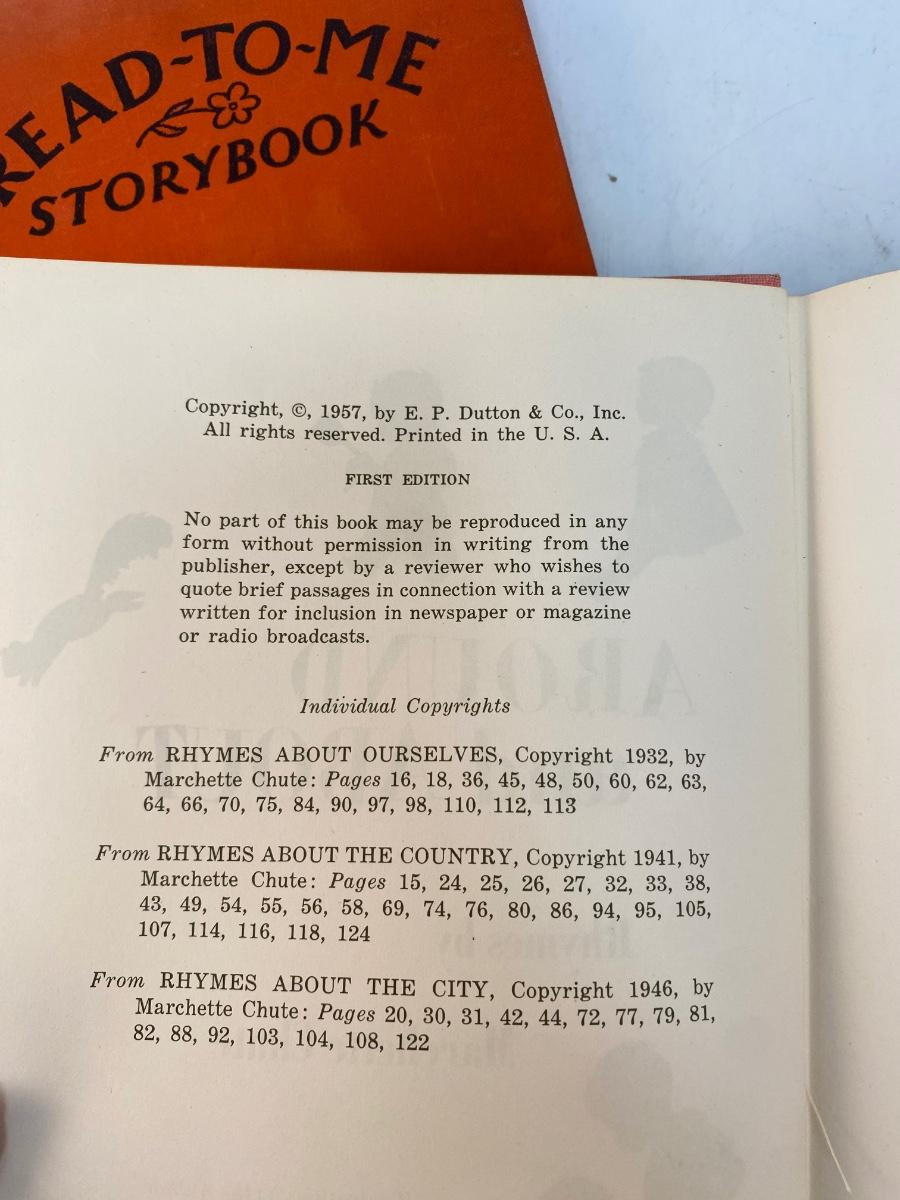 READ-TO-ME
STORYBOOK
Copyright, ©, 1957, by E. P. Dutton & Co., Inc.
All rights reserved. Printed in the U. S. A.
FIRST EDITION
No part of this book may be reproduced in any
form without permission in writing from the
publisher, except by a reviewer who wishes to
quote brief passages in connection with a review
written for inclusion in newspaper or magazine
or radio broadcasts.
Individual Copyrights
From RHYMES ABOUT OURSELVES, Copyright 1932, by
Marchette Chute: Pages 16, 18, 36, 45, 48, 50, 60, 62, 63,
64, 66, 70, 75, 84, 90, 97, 98, 110, 112, 113
From RHYMES ABOUT THE COUNTRY, Copyright 1941, by
Marchette Chute: Pages 15, 24, 25, 26, 27, 32, 33, 38,
43, 49, 54, 55, 56, 58, 69, 74, 76, 80, 86, 94, 95, 105,
107, 114, 116, 118, 124
From RHYMES ABOUT THE CITY, Copyright 1946, by
Marchette Chute: Pages 20, 30, 31, 42, 44, 72, 77, 79, 81,
82, 88, 92, 103, 104, 108, 122